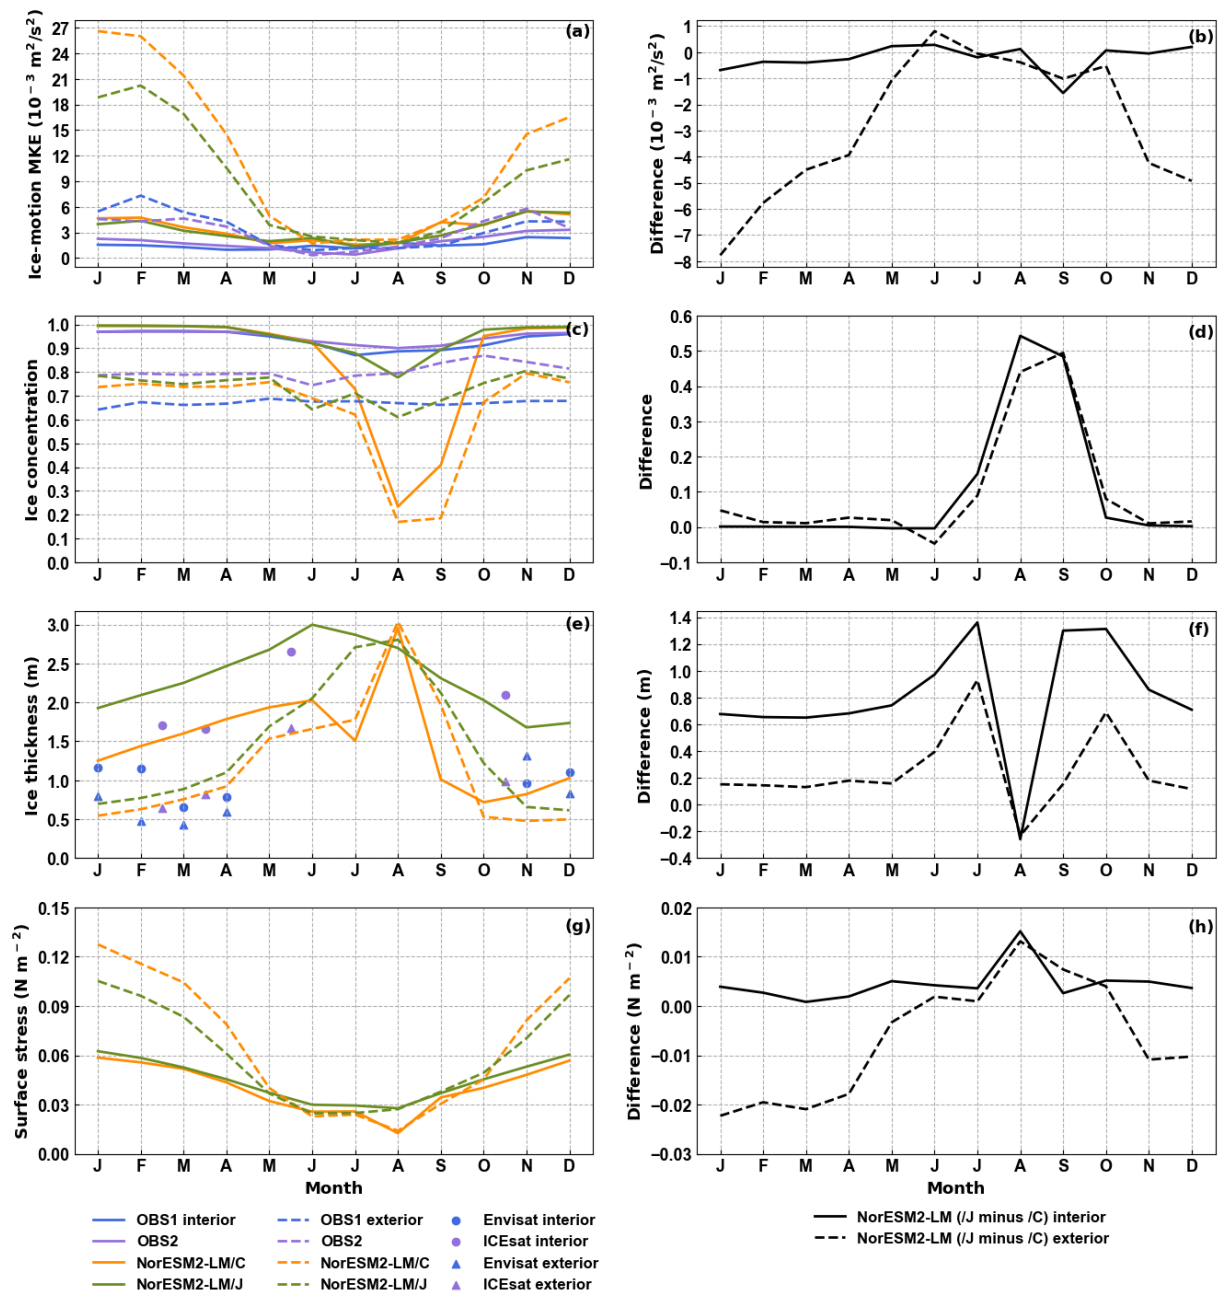 Ice-motion MKE (10⁻³ m²/s²)
27
24
21
18
15
12
9
6
3
0
(a)
J F M A M J J A S O N D
Difference (10⁻³ m²/s²)
1
0
−1
−2
−3
−4
−5
−6
−7
−8
(b)
J F M A M J J A S O N D
Ice concentration
1.0
0.9
0.8
0.7
0.6
0.5
0.4
0.3
0.2
0.1
0.0
(c)
J F M A M J J A S O N D
Difference
0.6
0.5
0.4
0.3
0.2
0.1
0.0
−0.1
(d)
J F M A M J J A S O N D
Ice thickness (m)
3.0
2.5
2.0
1.5
1.0
0.5
0.0
(e)
J F M A M J J A S O N D
Difference (m)
1.4
1.2
1.0
0.8
0.6
0.4
0.2
0.0
−0.2
−0.4
(f)
J F M A M J J A S O N D
Surface stress (N m⁻²)
0.15
0.12
0.09
0.06
0.03
0.00
(g)
J F M A M J J A S O N D
Month
Difference (N m⁻²)
0.02
0.01
0.00
−0.01
−0.02
−0.03
(h)
J F M A M J J A S O N D
Month
OBS1 interior
OBS2
NorESM2-LM/C
NorESM2-LM/J
OBS1 exterior
OBS2
NorESM2-LM/C
NorESM2-LM/J
Envisat interior
ICEsat interior
Envisat exterior
ICEsat exterior
NorESM2-LM (/J minus /C) interior
NorESM2-LM (/J minus /C) exterior